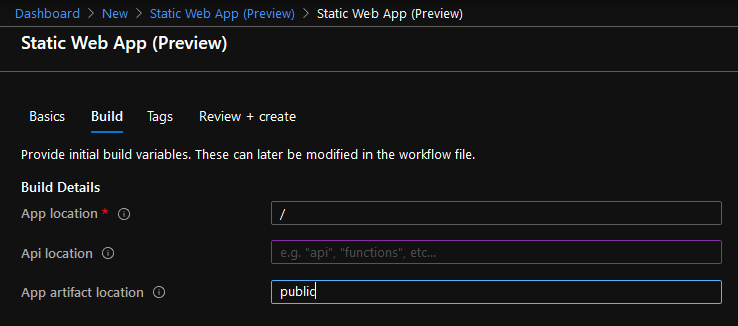 Dashboard > New > Static Web App (Preview) > Static Web App (Preview)
Static Web App (Preview)
Basics Build Tags Review + create
Provide initial build variables. These can later be modified in the workflow file.
Build Details
App location * /
Api location e.g. "api", "functions", etc...
App artifact location public